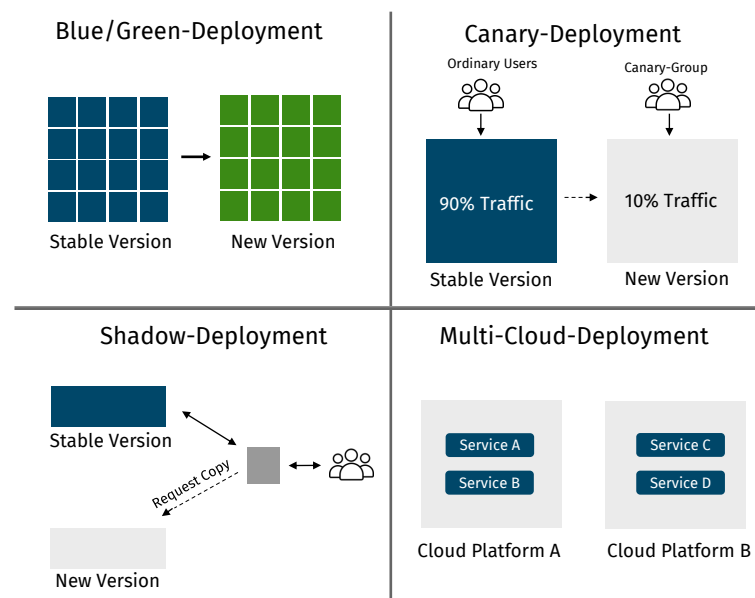 Blue/Green-Deployment
Stable Version
New Version
Canary-Deployment
Ordinary Users
Canary-Group
90% Traffic
10% Traffic
Stable Version
New Version
Shadow-Deployment
Stable Version
Request Copy
New Version
Multi-Cloud-Deployment
Service A
Service B
Service C
Service D
Cloud Platform A
Cloud Platform B